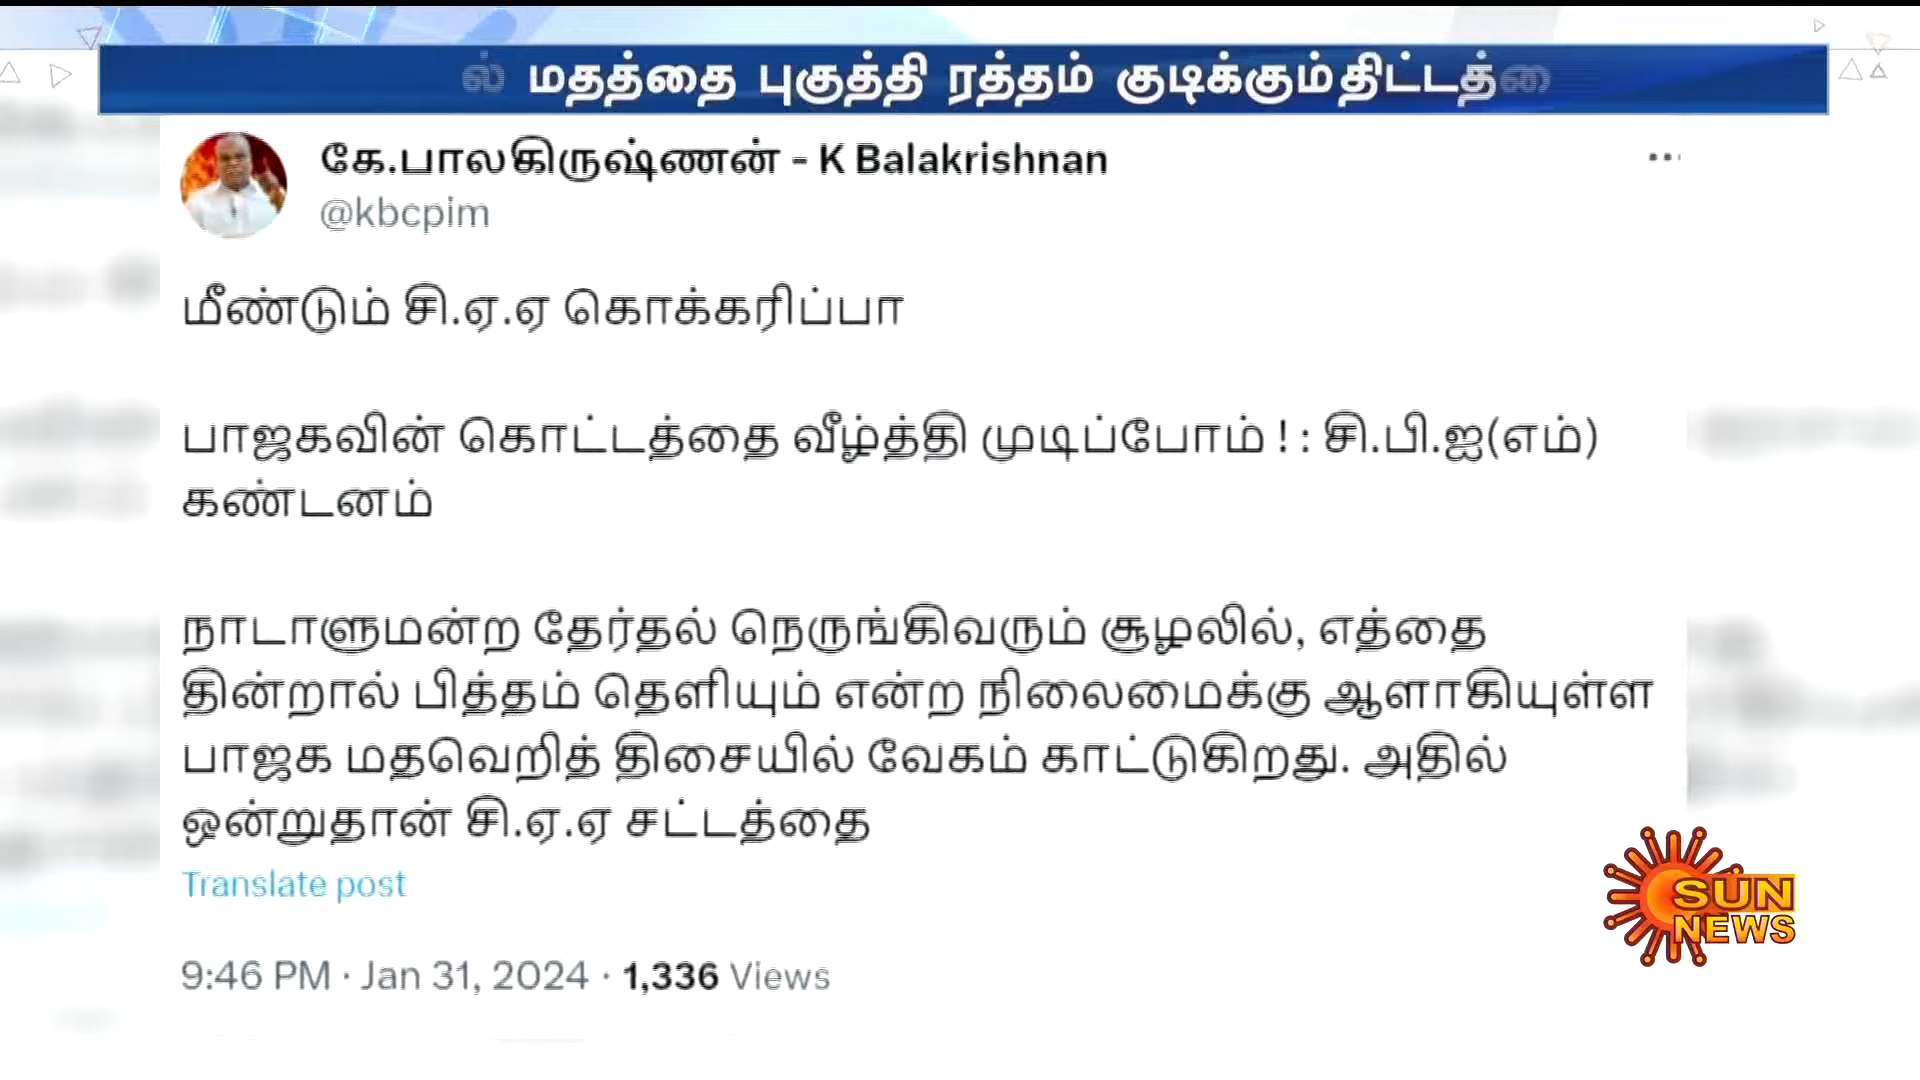 மதத்தை புகுத்தி ரத்தம் குடிக்கும்திட்டத்
கே.பாலகிருஷ்ணன் - K Balakrishnan
@kbcpim
மீண்டும் சி.ஏ.ஏ கொக்கரிப்பா
பாஜகவின் கொட்டத்தை வீழ்த்தி முடிப்போம் ! : சி.பி.ஐ(எம்)
கண்டனம்
நாடாளுமன்ற தேர்தல் நெருங்கிவரும் சூழலில், எத்தை
தின்றால் பித்தம் தெளியும் என்ற நிலைமைக்கு ஆளாகியுள்ள
பாஜக மதவெறித் திசையில் வேகம் காட்டுகிறது. அதில்
ஒன்றுதான் சி.ஏ.ஏ சட்டத்தை
Translate post
SUN
NEWS
9:46 PM · Jan 31, 2024 · 1,336 Views